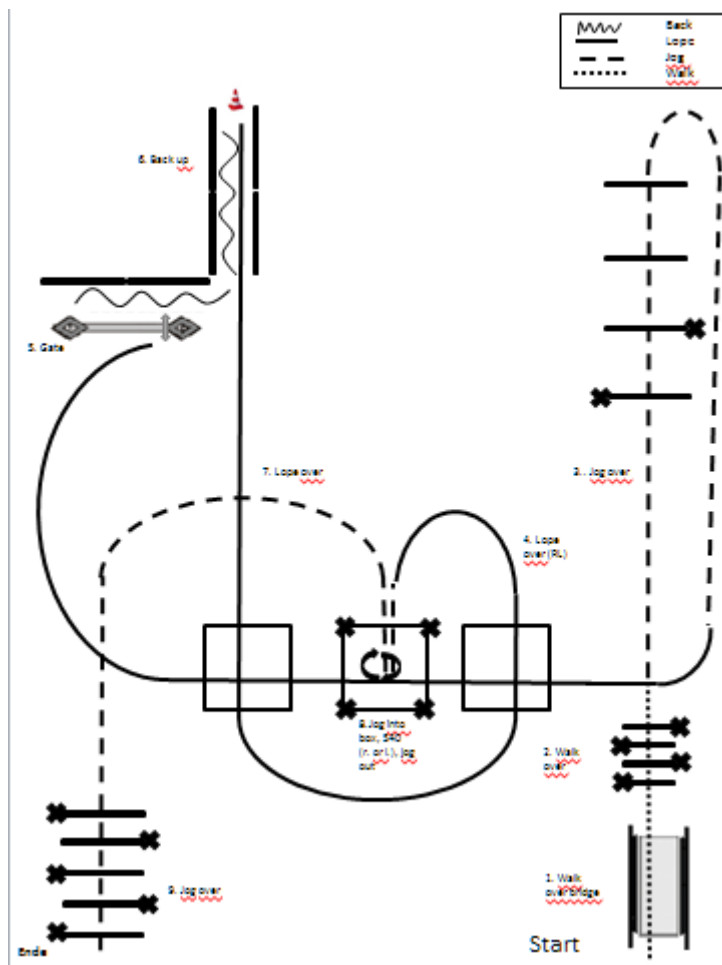 Back
Lope
Jog
Walk
6. Back up
5. Gate
7. Lope over
3.. Jog over
4. Lope
over (RL)
8. Jog into
box, 540
(r. or l.), jog
out
2. Walk
over
1. Walk
over bridge
9. Jog over
Ende
Start